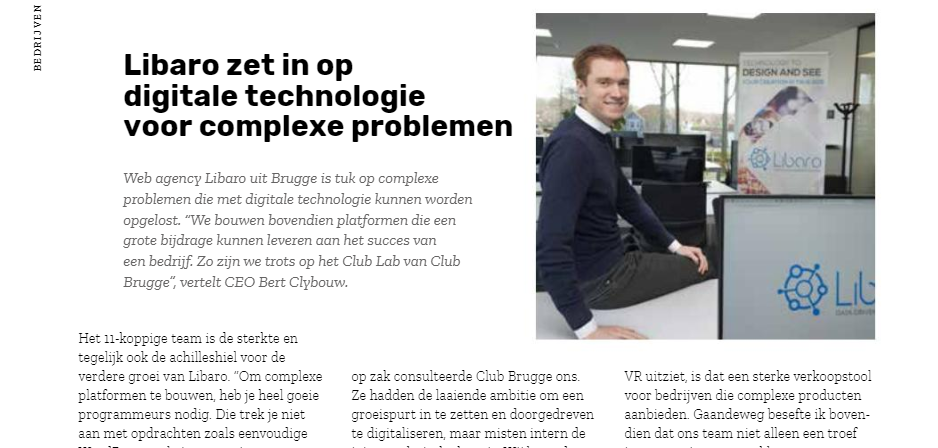 BEDRIJVEN
Libaro zet in op
digitale technologie
voor complexe problemen
Web agency Libaro uit Brugge is tuk op complexe
problemen die met digitale technologie kunnen worden
opgelost. “We bouwen bovendien platformen die een
grote bijdrage kunnen leveren aan het succes van
een bedrijf. Zo zijn we trots op het Club Lab van Club
Brugge”, vertelt CEO Bert Clybouw.
TECHNOLOGY TO
DESIGN AND SEE
Libaro
Lib
Het 11-koppige team is de sterkte en
tegelijk ook de achilleshiel voor de
verdere groei van Libaro. “Om complexe
platformen te bouwen, heb je heel goeie
programmeurs nodig. Die trek je niet
aan met opdrachten zoals eenvoudige
op zak consulteerde Club Brugge ons.
Ze hadden de laaiende ambitie om een
groeispurt in te zetten en doorgedreven
te digitaliseren, maar misten intern de
VR uitziet, is dat een sterke verkoopstool
voor bedrijven die complexe producten
aanbieden. Gaandeweg besefte ik boven-
dien dat ons team niet alleen een troef